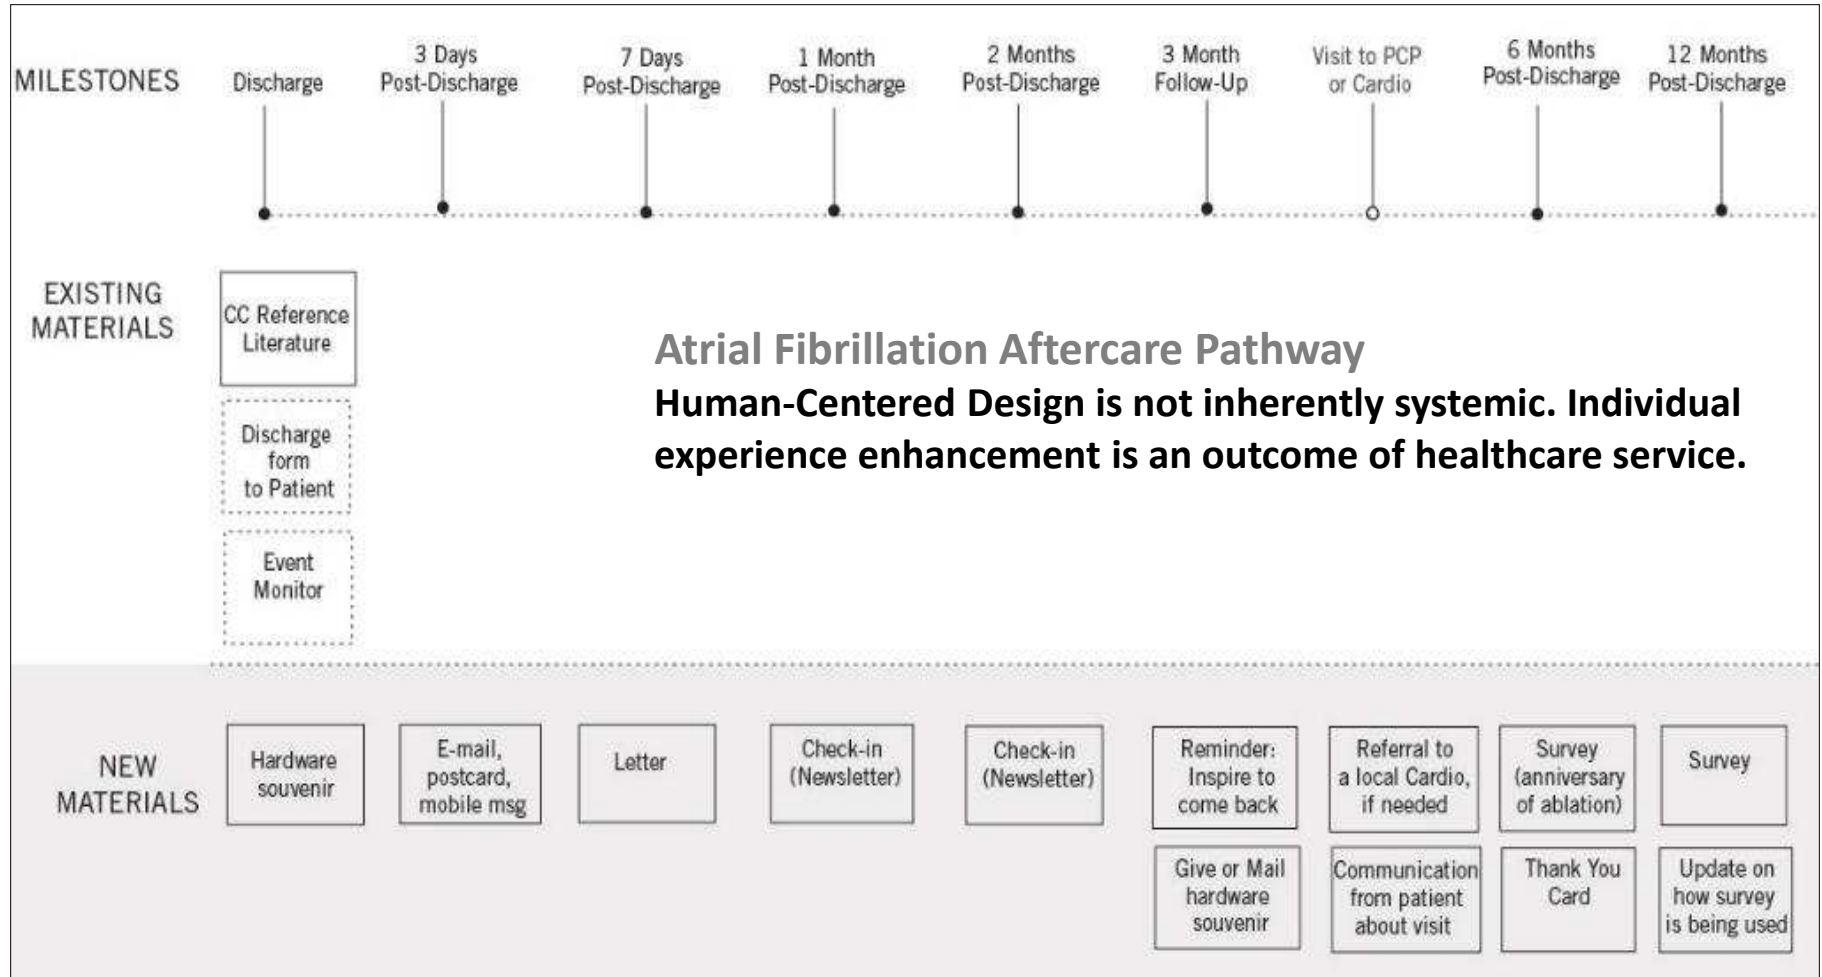 MILESTONES
Discharge
3 Days
Post-Discharge
7 Days
Post-Discharge
1 Month
Post-Discharge
2 Months
Post-Discharge
3 Month
Follow-Up
Visit to PCP
or Cardio
6 Months
Post-Discharge
12 Months
Post-Discharge
EXISTING
MATERIALS
CC Reference
Literature
Discharge
form
to Patient
Event
Monitor
Atrial Fibrillation Aftercare Pathway
Human-Centered Design is not inherently systemic. Individual
experience enhancement is an outcome of healthcare service.
NEW
MATERIALS
Hardware
souvenir
E-mail,
postcard,
mobile msg
Letter
Check-in
(Newsletter)
Check-in
(Newsletter)
Reminder:
Inspire to
come back
Referral to
a local Cardio,
if needed
Survey
(anniversary
of ablation)
Survey
Give or Mail
hardware
souvenir
Communication
from patient
about visit
Thank You
Card
Update on
how survey
is being used